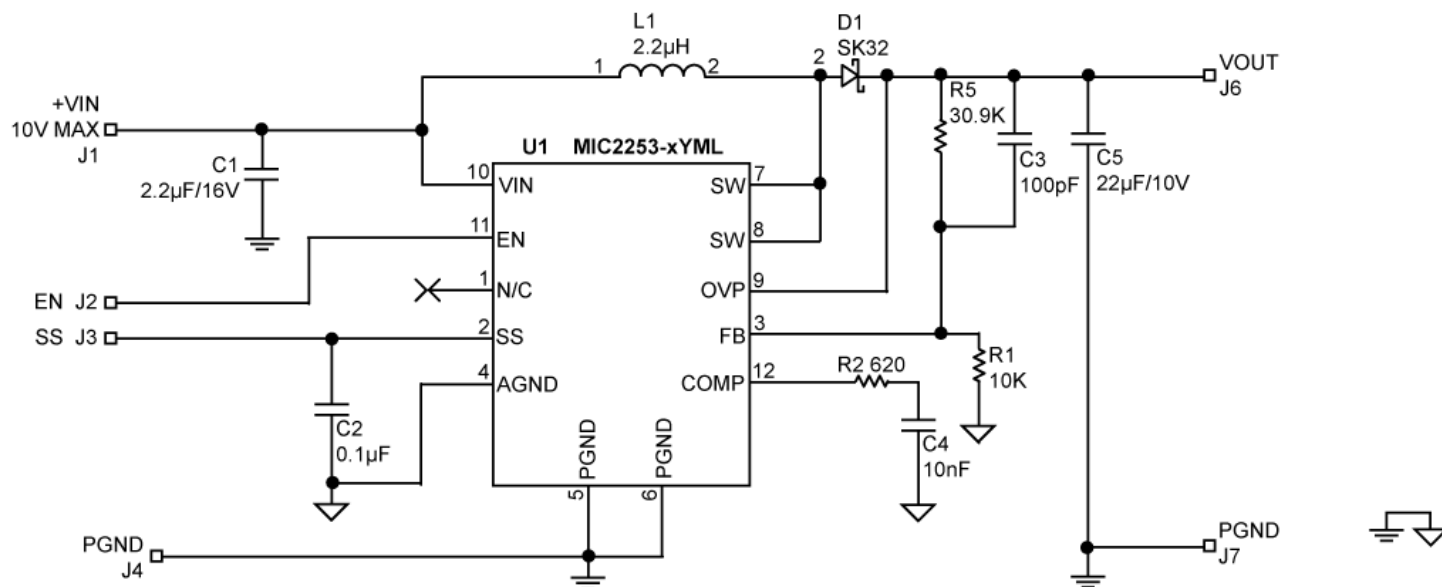 L1
2.2µH
1
2
D1
SK32
2
VOUT
J6
+VIN
10V MAX
J1
C1
2.2µF/16V
U1 MIC2253-xYML
R5
30.9K
C3
100pF
C5
22µF/10V
10
VIN
SW
7
11
EN
SW
8
1
N/C
OVP
9
EN J2
SS J3
2
SS
FB
3
R1
10K
4
AGND
COMP
12
R2 620
C2
0.1µF
C4
10nF
PGND
PGND
5
6
PGND
J4
PGND
J7